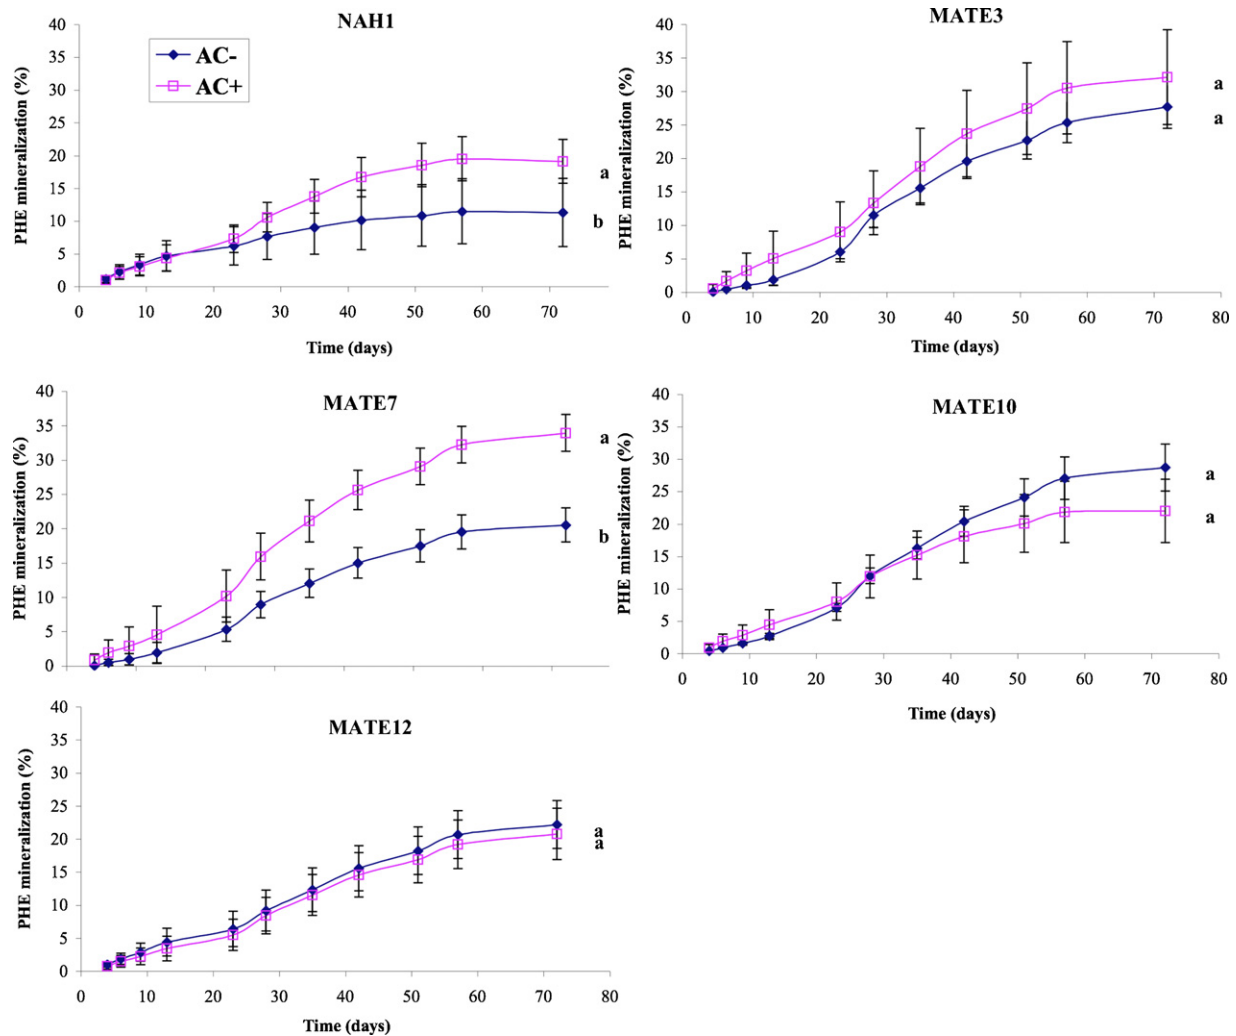 NAH1
AC-
AC+
PHE mineralization (%)
40
35
30
25
20
15
10
5
0
0 10 20 30 40 50 60 70
Time (days)
a
b
MATE3
PHE mineralization (%)
40
35
30
25
20
15
10
5
0
0 10 20 30 40 50 60 70 80
Time (days)
a
a
MATE7
PHE mineralization (%)
40
35
30
25
20
15
10
5
0
a
b
MATE10
PHE mineralization (%)
40
35
30
25
20
15
10
5
0
0 10 20 30 40 50 60 70 80
Time (days)
a
a
MATE12
PHE mineralization (%)
40
35
30
25
20
15
10
5
0
0 10 20 30 40 50 60 70 80
Time (days)
a
a